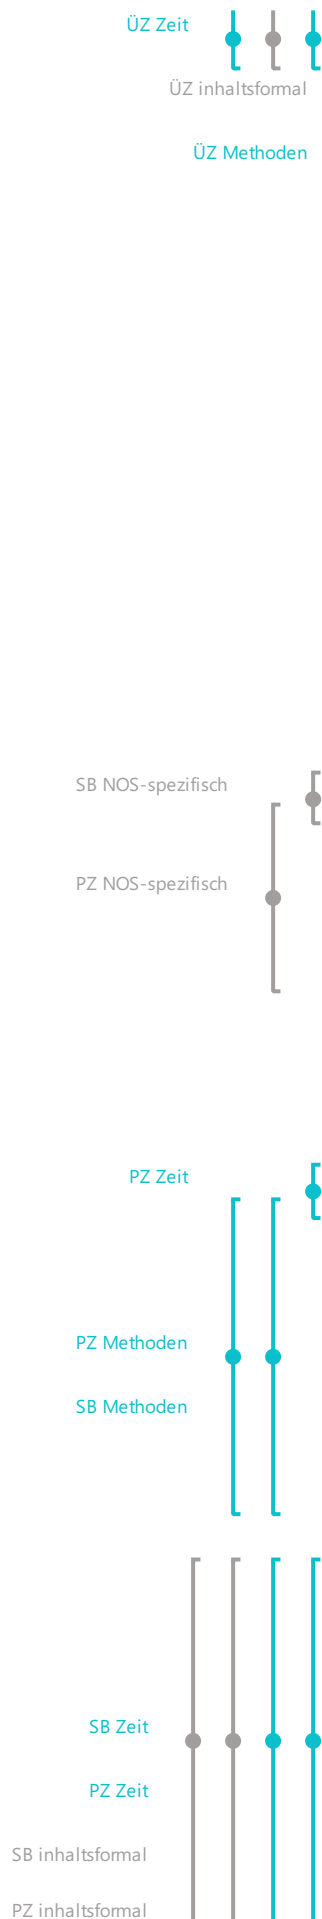 ÜZ Zeit
ÜZ inhaltsformal
ÜZ Methoden
SB NOS-spezifisch
PZ NOS-spezifisch
PZ Zeit
PZ Methoden
SB Methoden
SB Zeit
PZ Zeit
SB inhaltsformal
PZ inhaltsformal